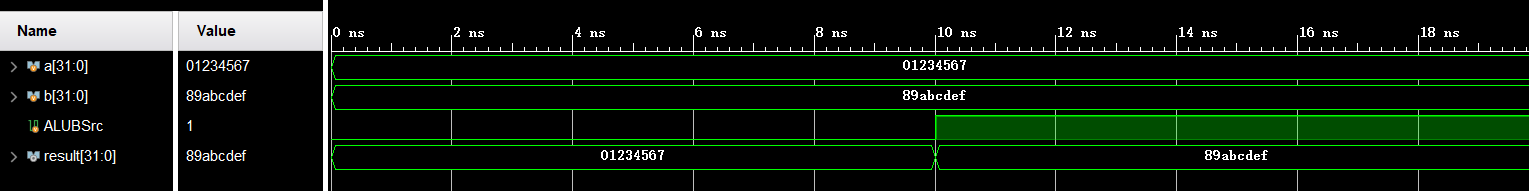 Name Value 0 ns 2 ns 4 ns 6 ns 8 ns 10 ns 12 ns 14 ns 16 ns 18 ns
a[31:0] 01234567 01234567
b[31:0] 89abcdef 89abcdef
ALUBSrc 1
result[31:0] 89abcdef 01234567 89abcdef